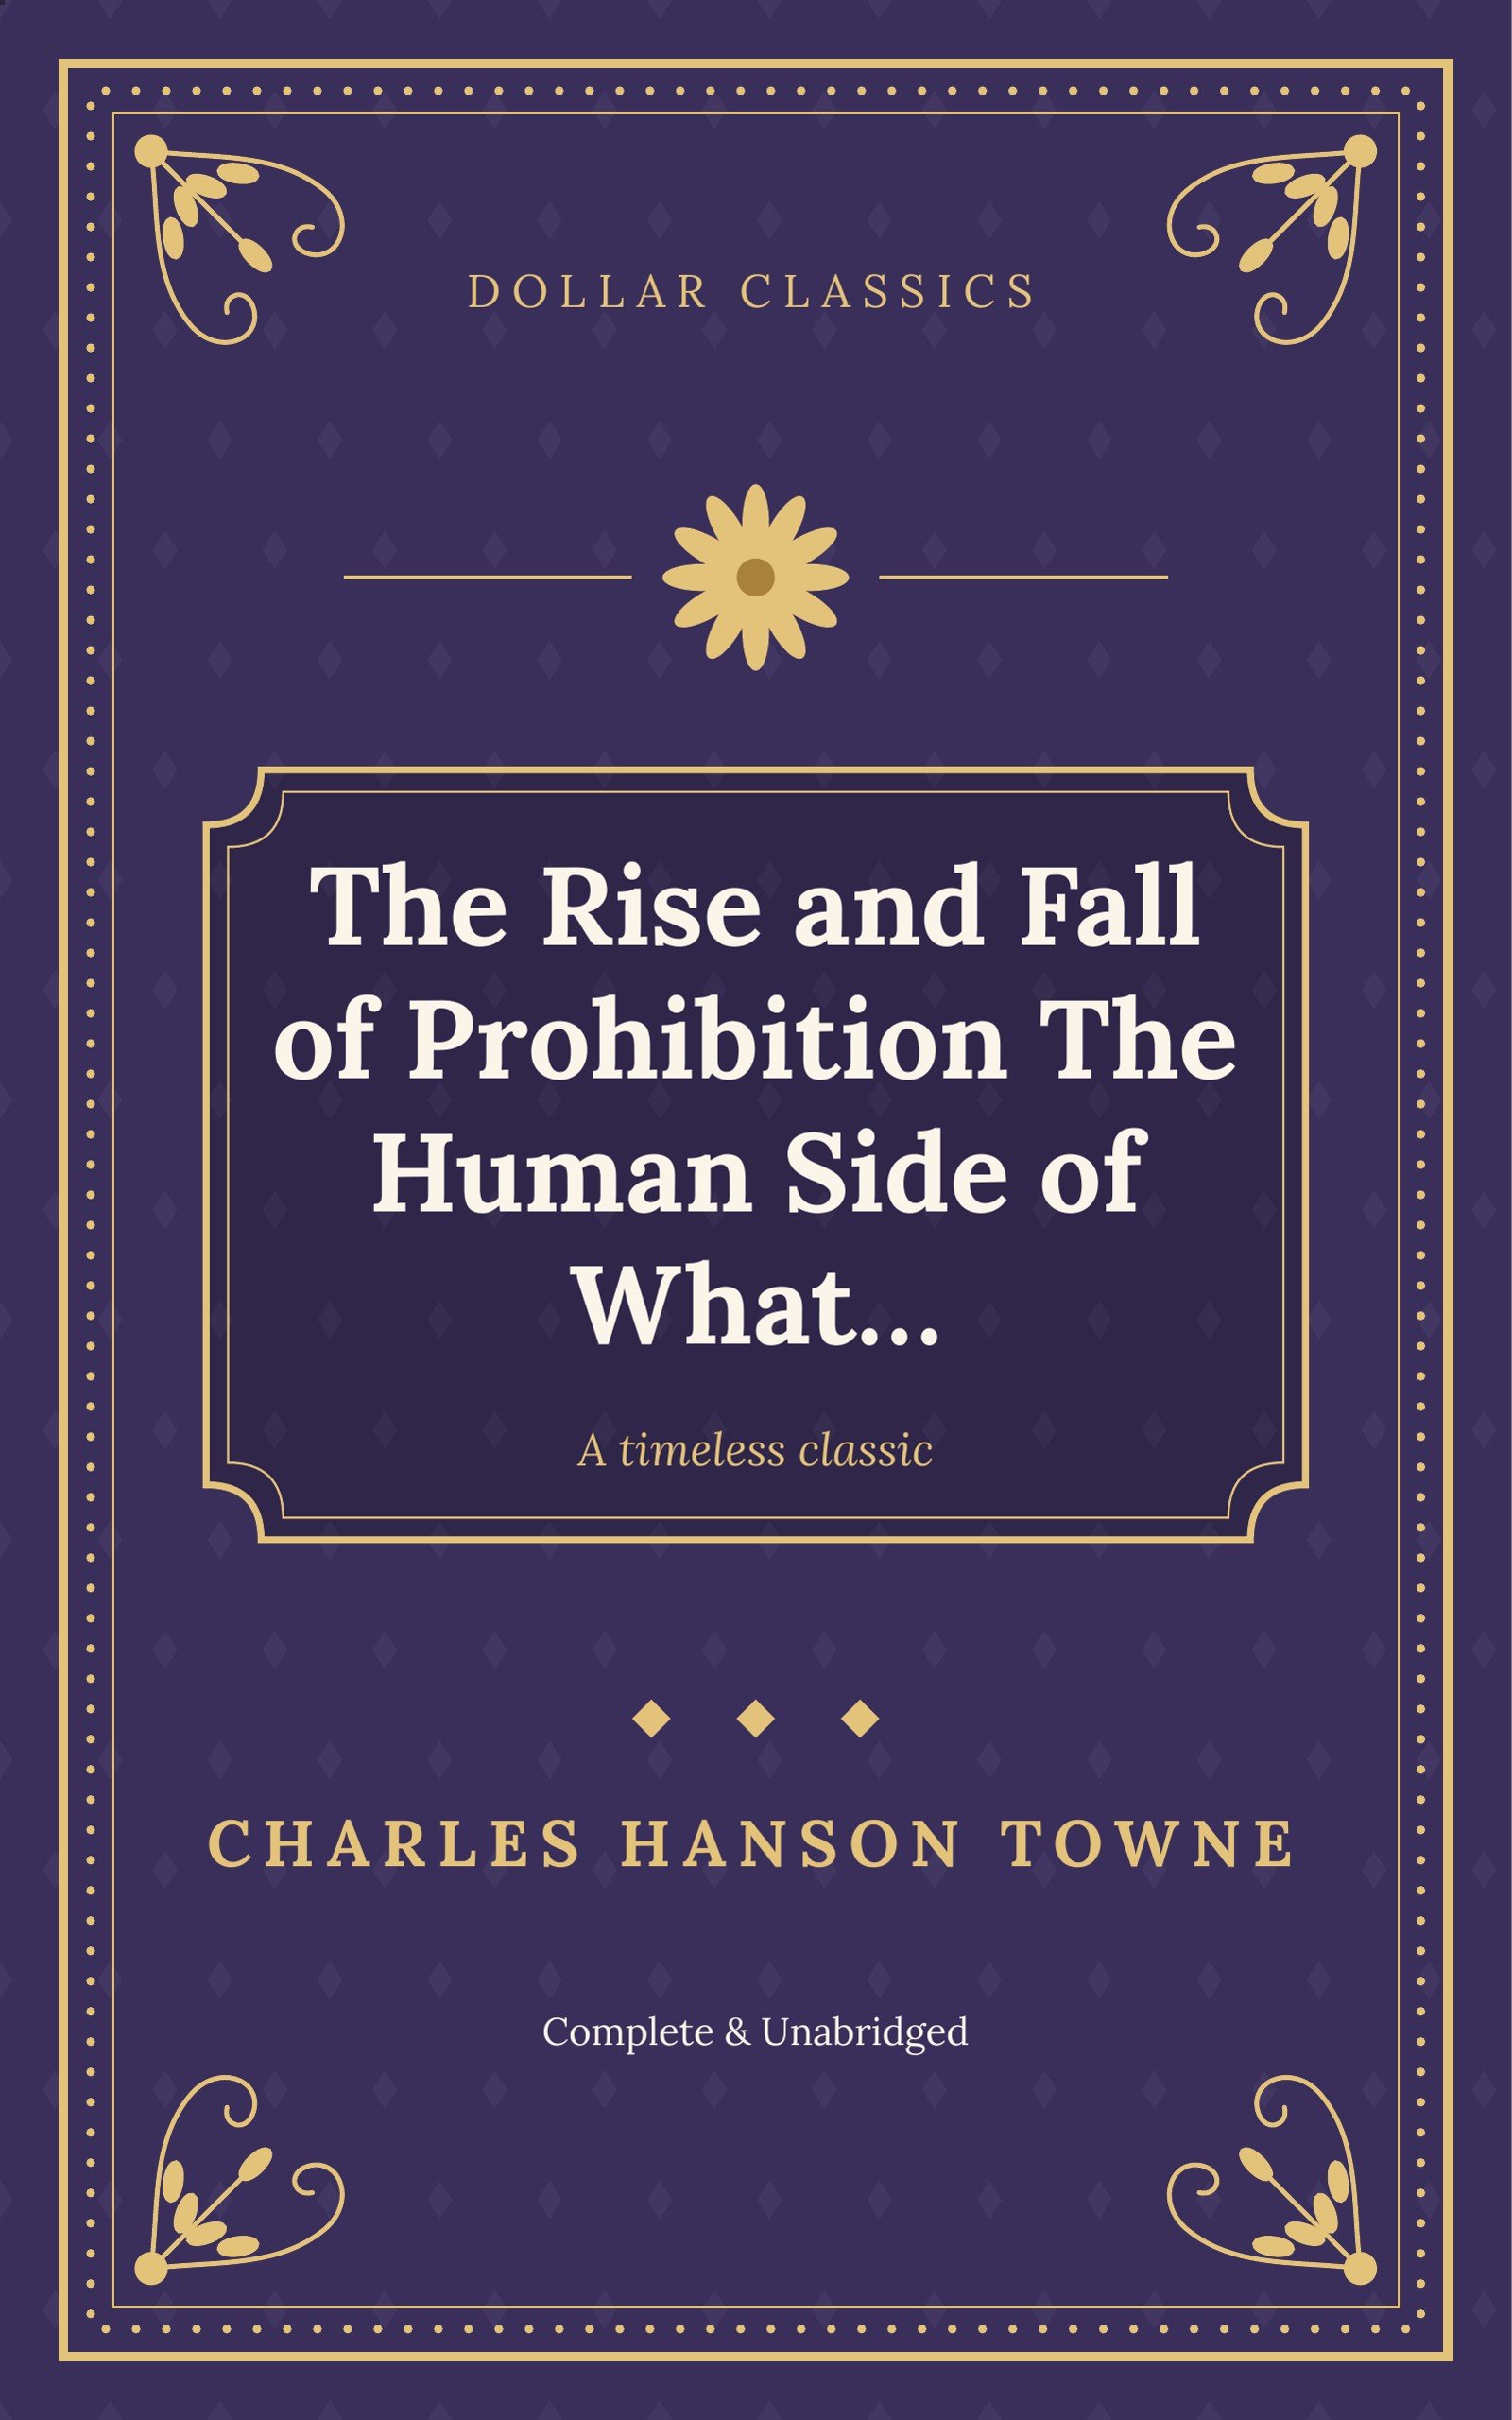 DOLLAR CLASSICS
The Rise and Fall
of Prohibition The
Human Side of
What...
A timeless classic
CHARLES HANSON TOWNE
Complete & Unabridged